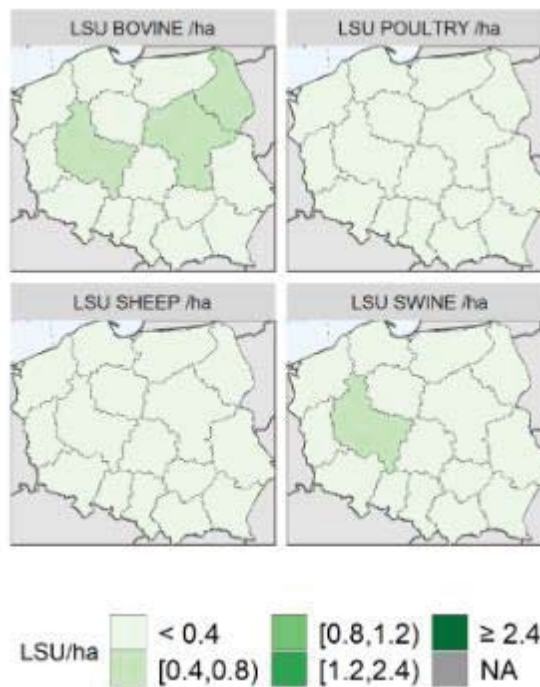 LSU BOVINE /ha
LSU POULTRY /ha
LSU SHEEP /ha
LSU SWINE /ha
LSU/ha
< 0.4
[0.8,1.2)
≥ 2.4
[0.4,0.8)
[1.2,2.4)
NA